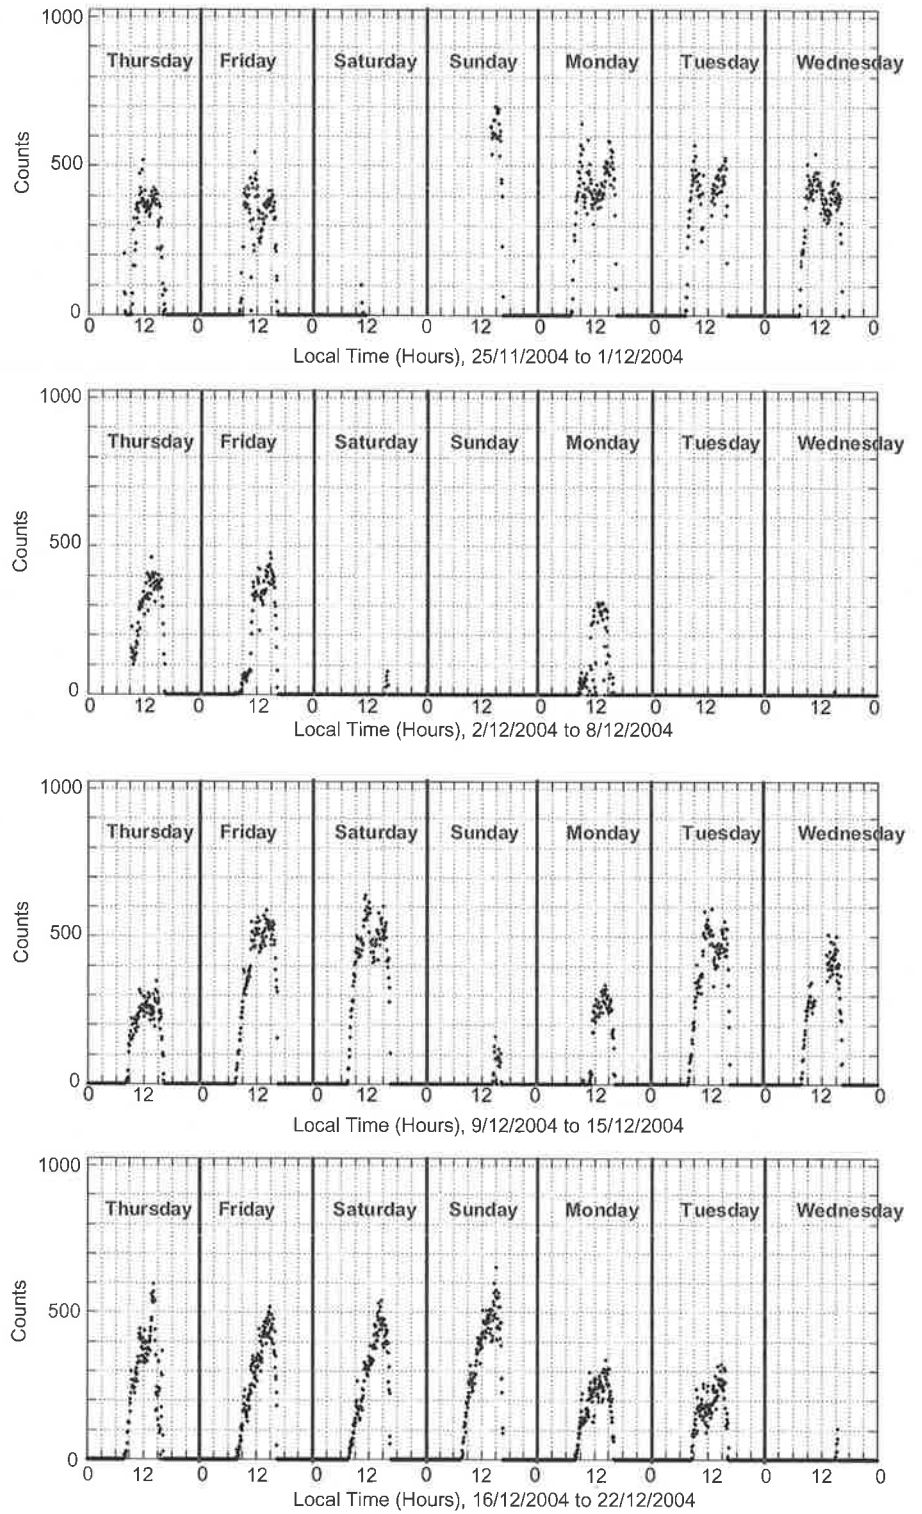 1000
Thursday Friday Saturday Sunday Monday Tuesday Wednesday
Counts
500
0
0 12 0 12 0 12 0 12 0 12 0 12 0 12 0
Local Time (Hours), 25/11/2004 to 1/12/2004
1000
Thursday Friday Saturday Sunday Monday Tuesday Wednesday
Counts
500
0
0 12 0 12 0 12 0 12 0 12 0 12 0 12 0
Local Time (Hours), 2/12/2004 to 8/12/2004
1000
Thursday Friday Saturday Sunday Monday Tuesday Wednesday
Counts
500
0
0 12 0 12 0 12 0 12 0 12 0 12 0 12 0
Local Time (Hours), 9/12/2004 to 15/12/2004
1000
Thursday Friday Saturday Sunday Monday Tuesday Wednesday
Counts
500
0
0 12 0 12 0 12 0 12 0 12 0 12 0 12 0
Local Time (Hours), 16/12/2004 to 22/12/2004